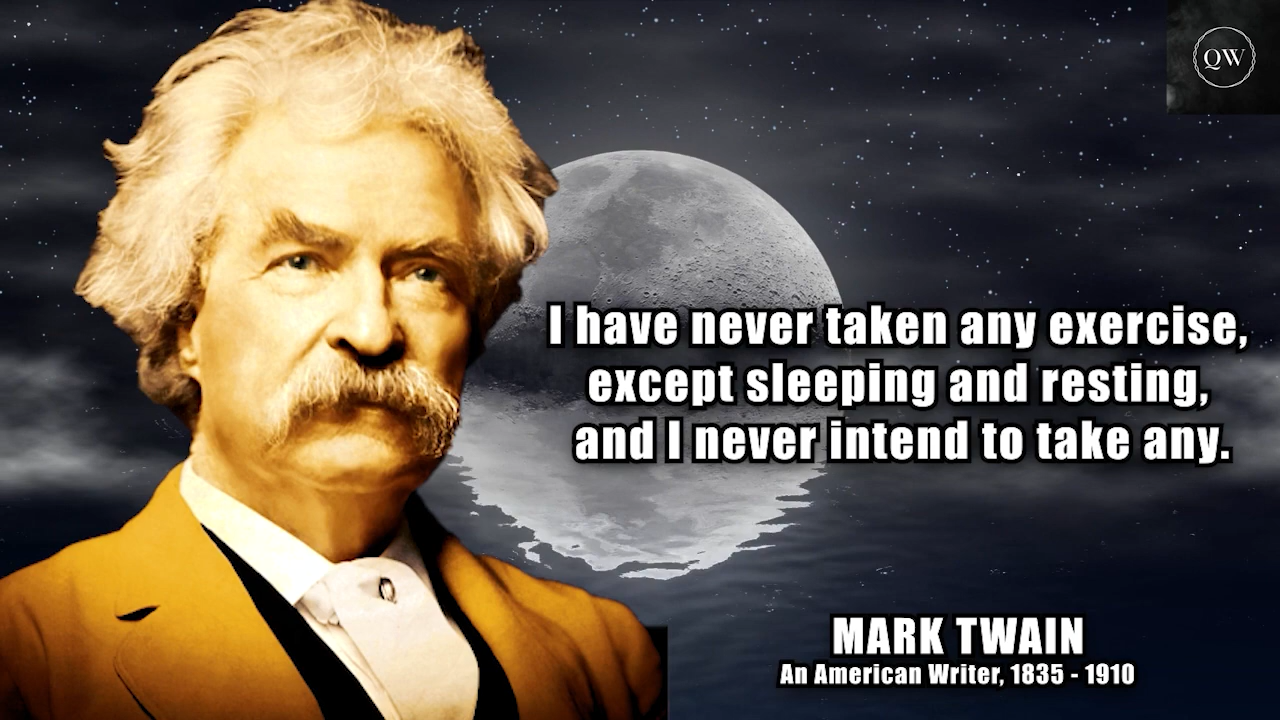 QW
I have never taken any exercise,
except sleeping and resting,
and I never intend to take any.
MARK TWAIN
An American Writer, 1835 - 1910